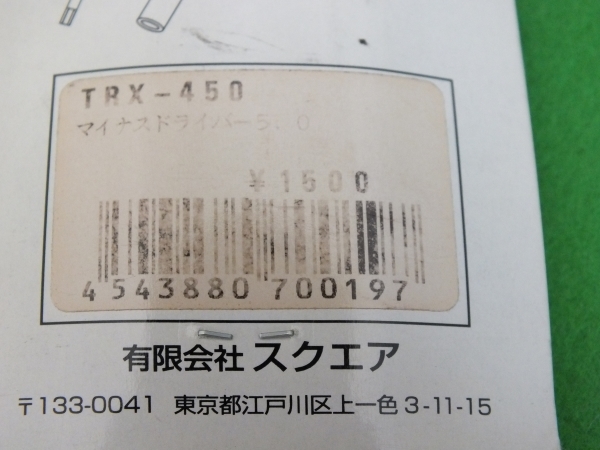 TRX-450
マイナスドライバー5.0
¥1500
4 543880 700197
有限会社 スクエア
〒133-0041 東京都江戸川区上一色3-11-15